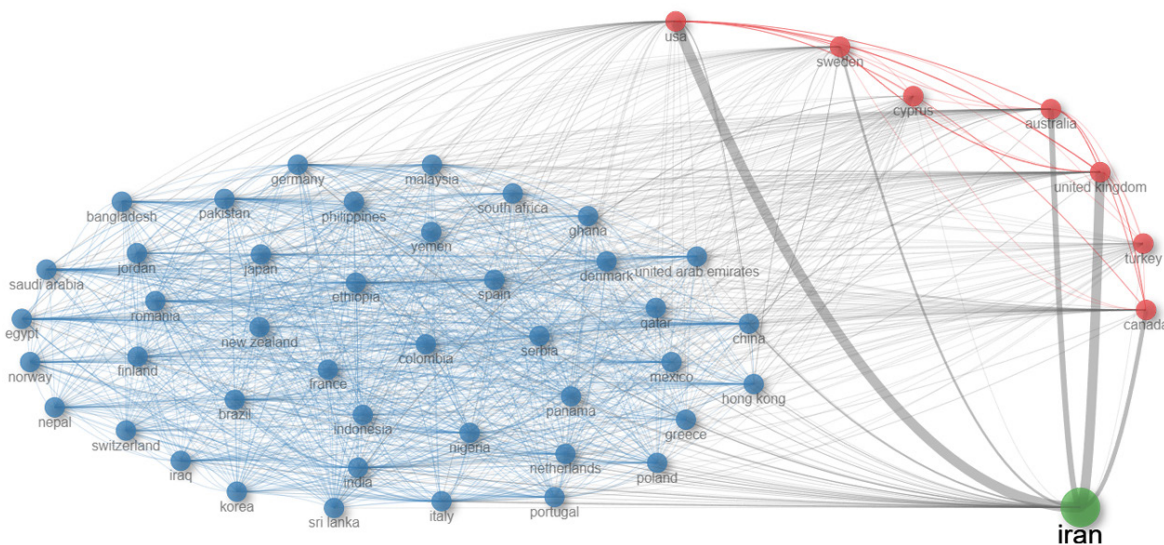 usa
sweden
cyprus
australia
germany
malaysia
united kingdom
bangladesh
pakistan
philippines
south africa
ghana
yemen
turkey
jordan
japan
denmark
united arab emirates
saudi arabia
ethiopia
spain
romania
qatar
canada
egypt
new zealand
serbia
china
colombia
norway
finland
france
mexico
hong kong
nepal
brazil
indonesia
panama
greece
switzerland
nigeria
iraq
india
netherlands
poland
korea
sri lanka
italy
portugal
iran